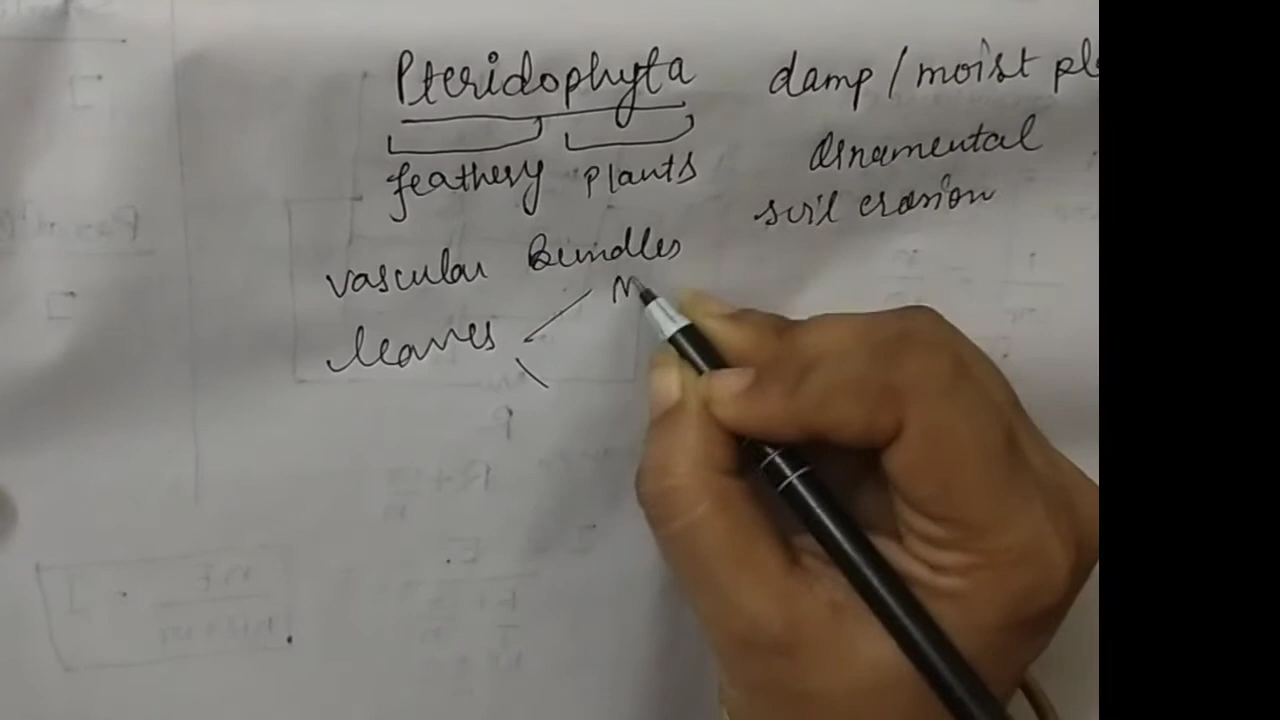 Pteridophyta
feathery plants
vascular Bundles
leaves
M
damp / moist pl
Ornamental
soil erosion